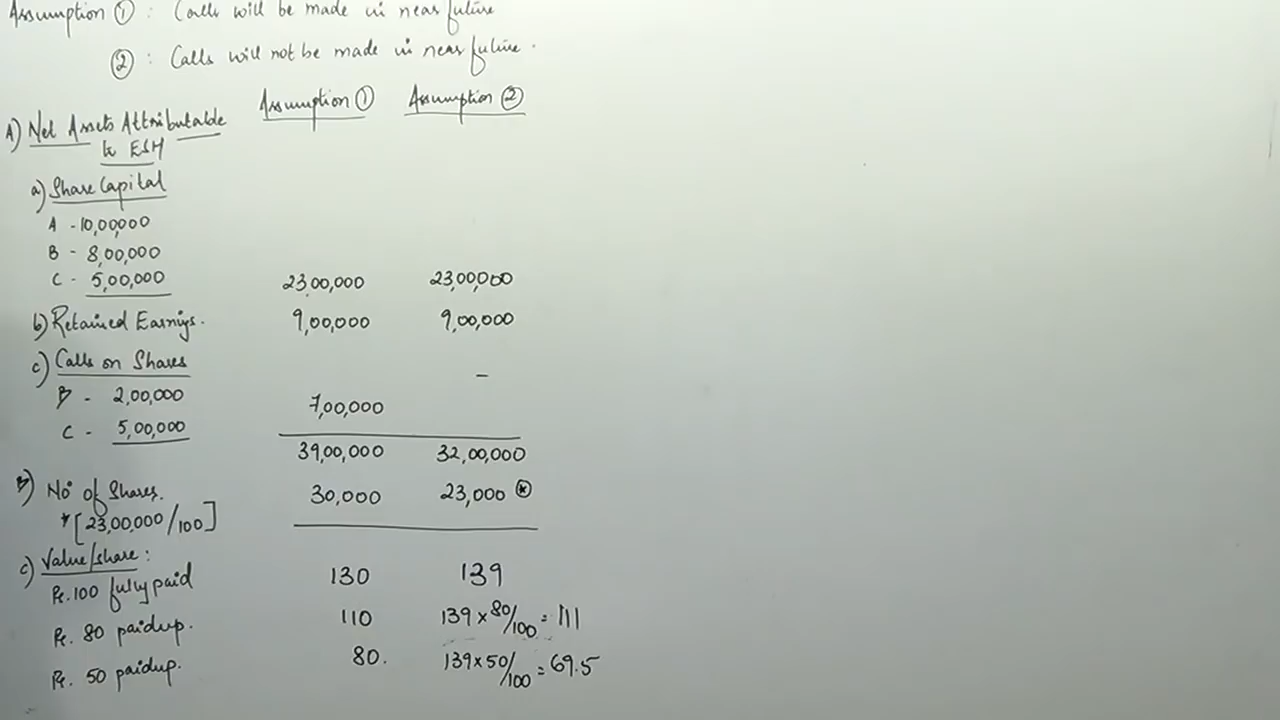 Assumption ① : Calls will be made in near future
② : Calls will not be made in near future.
Assumption ① Assumption ②
A) Net Assets Attributable
to ESH
a) Share Capital
A - 10,00,000
B - 8,00,000
C - 5,00,000 23,00,000 23,00,000
b) Retained Earnigs. 9,00,000 9,00,000
c) Calls on Shares –
B - 2,00,000 7,00,000
C - 5,00,000
39,00,000 32,00,000
B) No of Shares. 30,000 23,000 *
* [23,00,000/100]
c) Value/share :
Rs. 100 fully paid 130 139
Rs. 80 paidup. 110 139 x 80/100 = 111
Rs. 50 paidup. 80. 139 x 50/100 = 69.5